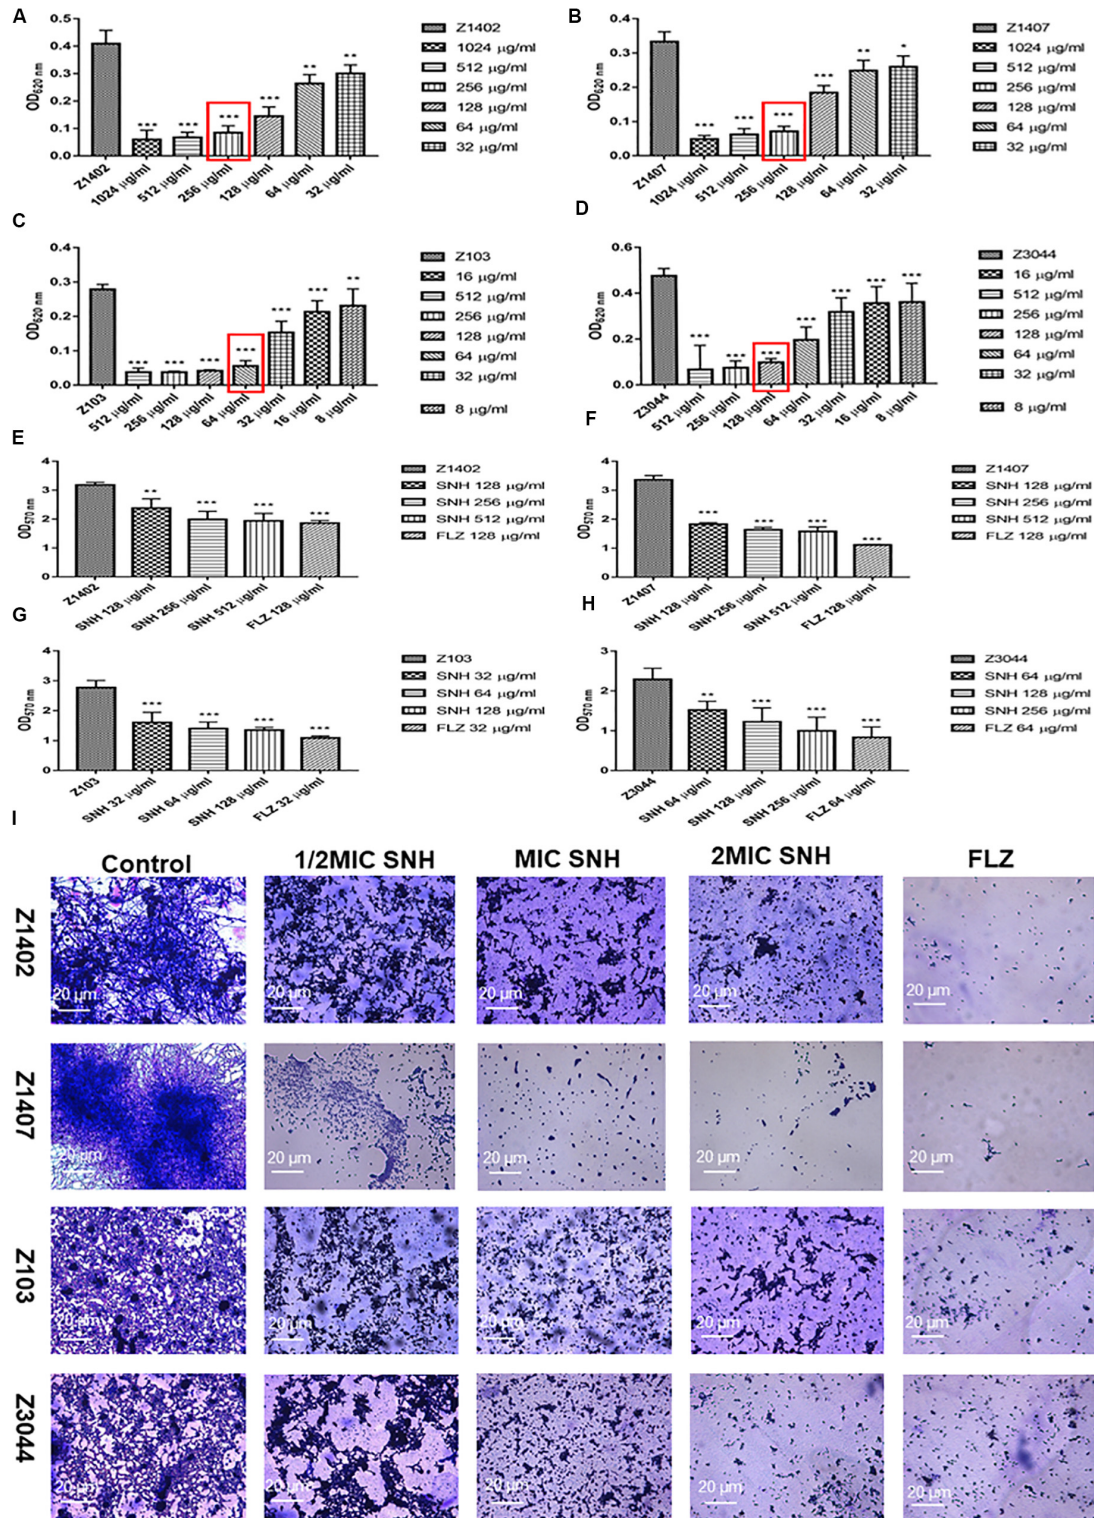 A
0.5
0.4
0.3
0.2
0.1
0.0
OD620 nm
*** *** *** *** ** **
Z1402
1024 µg/ml
512 µg/ml
256 µg/ml
128 µg/ml
64 µg/ml
32 µg/ml
Z1402
1024 µg/ml
512 µg/ml
256 µg/ml
128 µg/ml
64 µg/ml
32 µg/ml
B
0.4
0.3
0.2
0.1
0.0
OD620 nm
*** *** *** *** ** *
Z1407
1024 µg/ml
512 µg/ml
256 µg/ml
128 µg/ml
64 µg/ml
32 µg/ml
Z1407
1024 µg/ml
512 µg/ml
256 µg/ml
128 µg/ml
64 µg/ml
32 µg/ml
C
0.4
0.3
0.2
0.1
0.0
OD620 nm
*** *** *** *** *** *** **
Z103
512 µg/ml
256 µg/ml
128 µg/ml
64 µg/ml
32 µg/ml
16 µg/ml
8 µg/ml
Z103
16 µg/ml
512 µg/ml
256 µg/ml
128 µg/ml
64 µg/ml
32 µg/ml
8 µg/ml
D
0.6
0.4
0.2
0.0
OD620 nm
*** *** *** *** *** *** ***
Z3044
512 µg/ml
256 µg/ml
128 µg/ml
64 µg/ml
32 µg/ml
16 µg/ml
8 µg/ml
Z3044
16 µg/ml
512 µg/ml
256 µg/ml
128 µg/ml
64 µg/ml
32 µg/ml
8 µg/ml
E
4
3
2
1
0
OD570 nm
** *** *** ***
Z1402
SNH 128 µg/ml
SNH 256 µg/ml
SNH 512 µg/ml
FLZ 128 µg/ml
Z1402
SNH 128 µg/ml
SNH 256 µg/ml
SNH 512 µg/ml
FLZ 128 µg/ml
F
4
3
2
1
0
OD570 nm
*** *** *** ***
Z1407
SNH 128 µg/ml
SNH 256 µg/ml
SNH 512 µg/ml
FLZ 128 µg/ml
Z1407
SNH 128 µg/ml
SNH 256 µg/ml
SNH 512 µg/ml
FLZ 128 µg/ml
G
4
3
2
1
0
OD570 nm
*** *** *** ***
Z103
SNH 32 µg/ml
SNH 64 µg/ml
SNH 128 µg/ml
FLZ 32 µg/ml
Z103
SNH 32 µg/ml
SNH 64 µg/ml
SNH 128 µg/ml
FLZ 32 µg/ml
H
3
2
1
0
OD570 nm
** *** *** ***
Z3044
SNH 64 µg/ml
SNH 128 µg/ml
SNH 256 µg/ml
FLZ 64 µg/ml
Z3044
SNH 64 µg/ml
SNH 128 µg/ml
SNH 256 µg/ml
FLZ 64 µg/ml
I
Control 1/2MIC SNH MIC SNH 2MIC SNH FLZ
Z1402
20 µm 20 µm 20 µm 20 µm 20 µm
Z1407
20 µm 20 µm 20 µm 20 µm 20 µm
Z103
20 µm 20 µm 20 µm 20 µm 20 µm
Z3044
20 µm 20 µm 20 µm 20 µm 20 µm